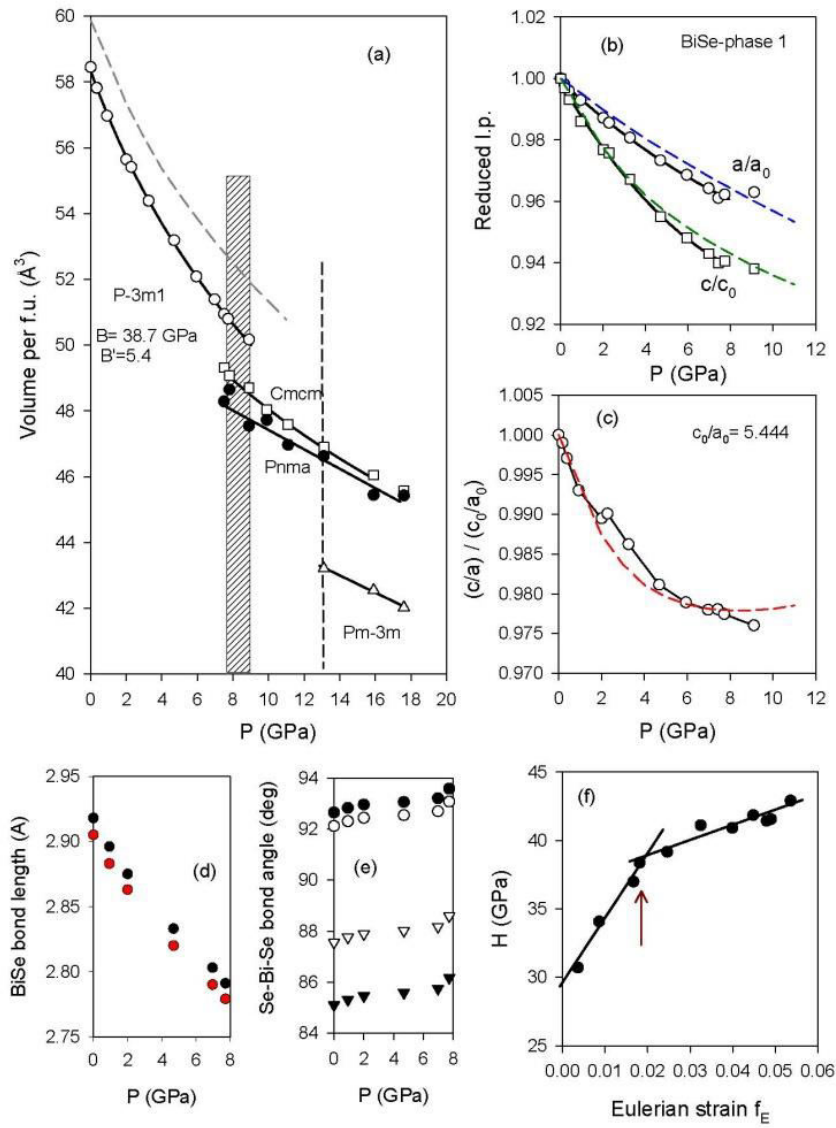 60
58
56
54
52
50
48
46
44
42
40
Volume per f.u. (Å³)
(a)
P-3m1
B= 38.7 GPa
B'=5.4
Cmcm
Pnma
Pm-3m
0 2 4 6 8 10 12 14 16 18 20
P (GPa)
(b)
BiSe-phase 1
1.00
0.98
0.96
0.94
0.92
Reduced l.p.
a/a₀
c/c₀
0 2 4 6 8 10 12
P (GPa)
1.005
1.000
0.995
0.990
0.985
0.980
0.975
0.970
(c/a) / (c₀/a₀)
(c)
c₀/a₀= 5.444
0 2 4 6 8 10 12
P (GPa)
2.95
2.90
2.85
2.80
2.75
BiSe bond length (A)
(d)
0 2 4 6 8
P (GPa)
94
92
90
88
86
84
Se-Bi-Se bond angle (deg)
(e)
0 2 4 6 8
P (GPa)
45
40
35
30
25
H (GPa)
(f)
0.00 0.01 0.02 0.03 0.04 0.05 0.06
Eulerian strain f_E